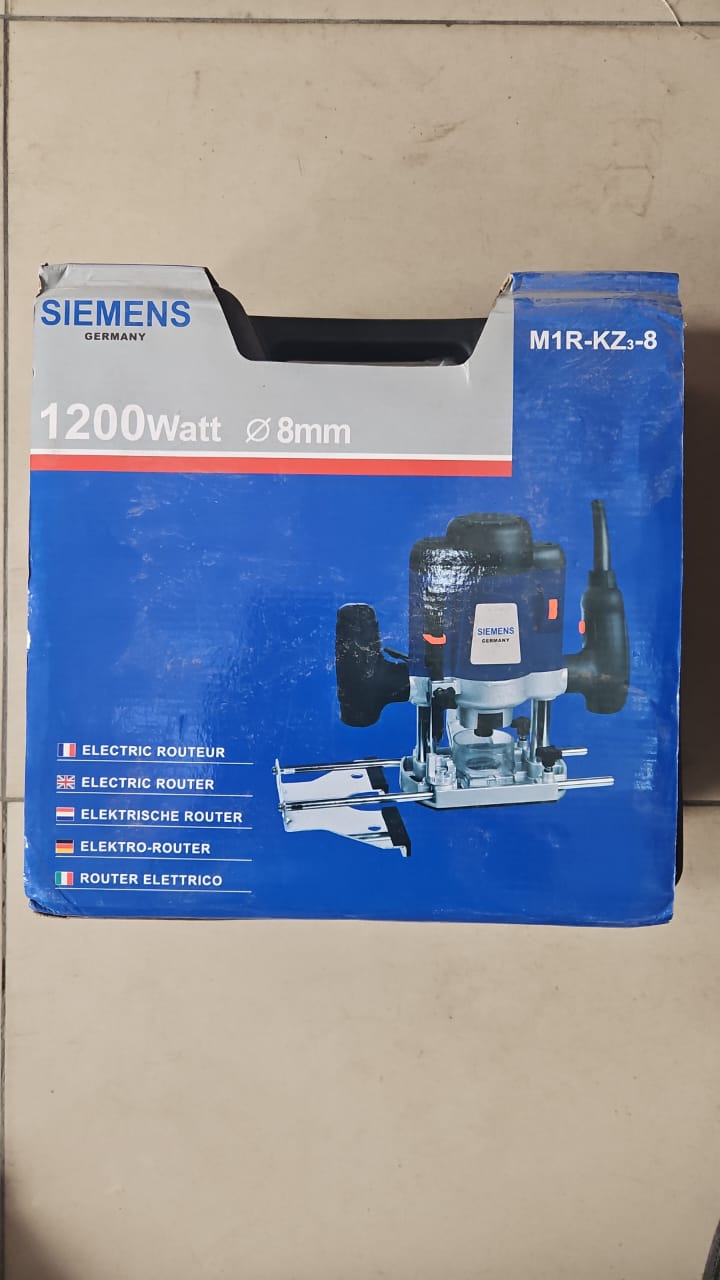 SIEMENS
GERMANY
M1R-KZ₃-8
1200Watt Ø 8mm
SIEMENS
GERMANY
ELECTRIC ROUTEUR
ELECTRIC ROUTER
ELEKTRISCHE ROUTER
ELEKTRO-ROUTER
ROUTER ELETTRICO